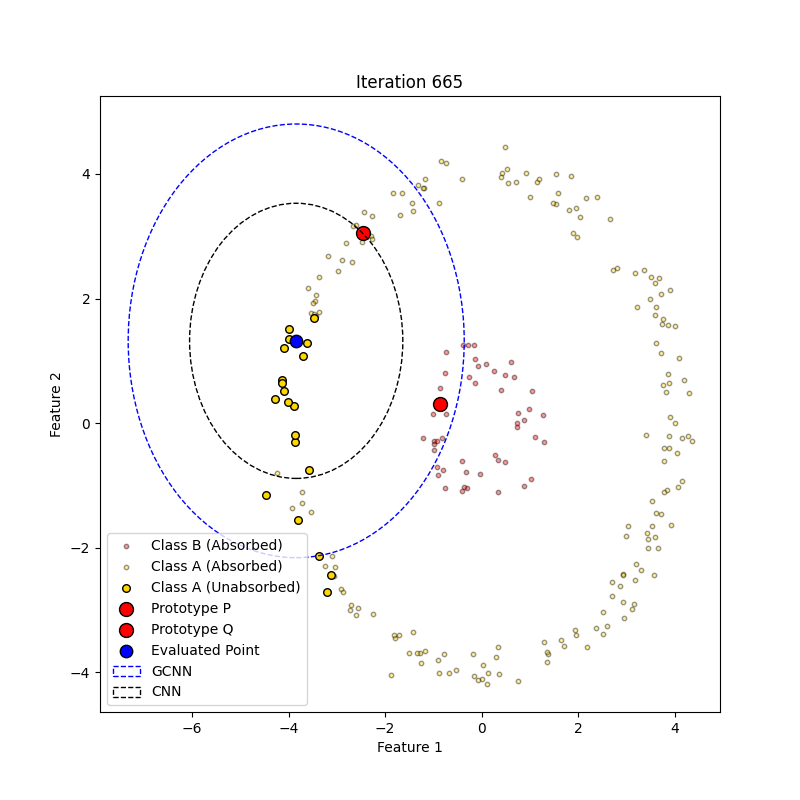 Iteration 665
Feature 2
4
2
0
−2
−4
Class B (Absorbed)
Class A (Absorbed)
Class A (Unabsorbed)
Prototype P
Prototype Q
Evaluated Point
GCNN
CNN
−6 −4 −2 0 2 4
Feature 1